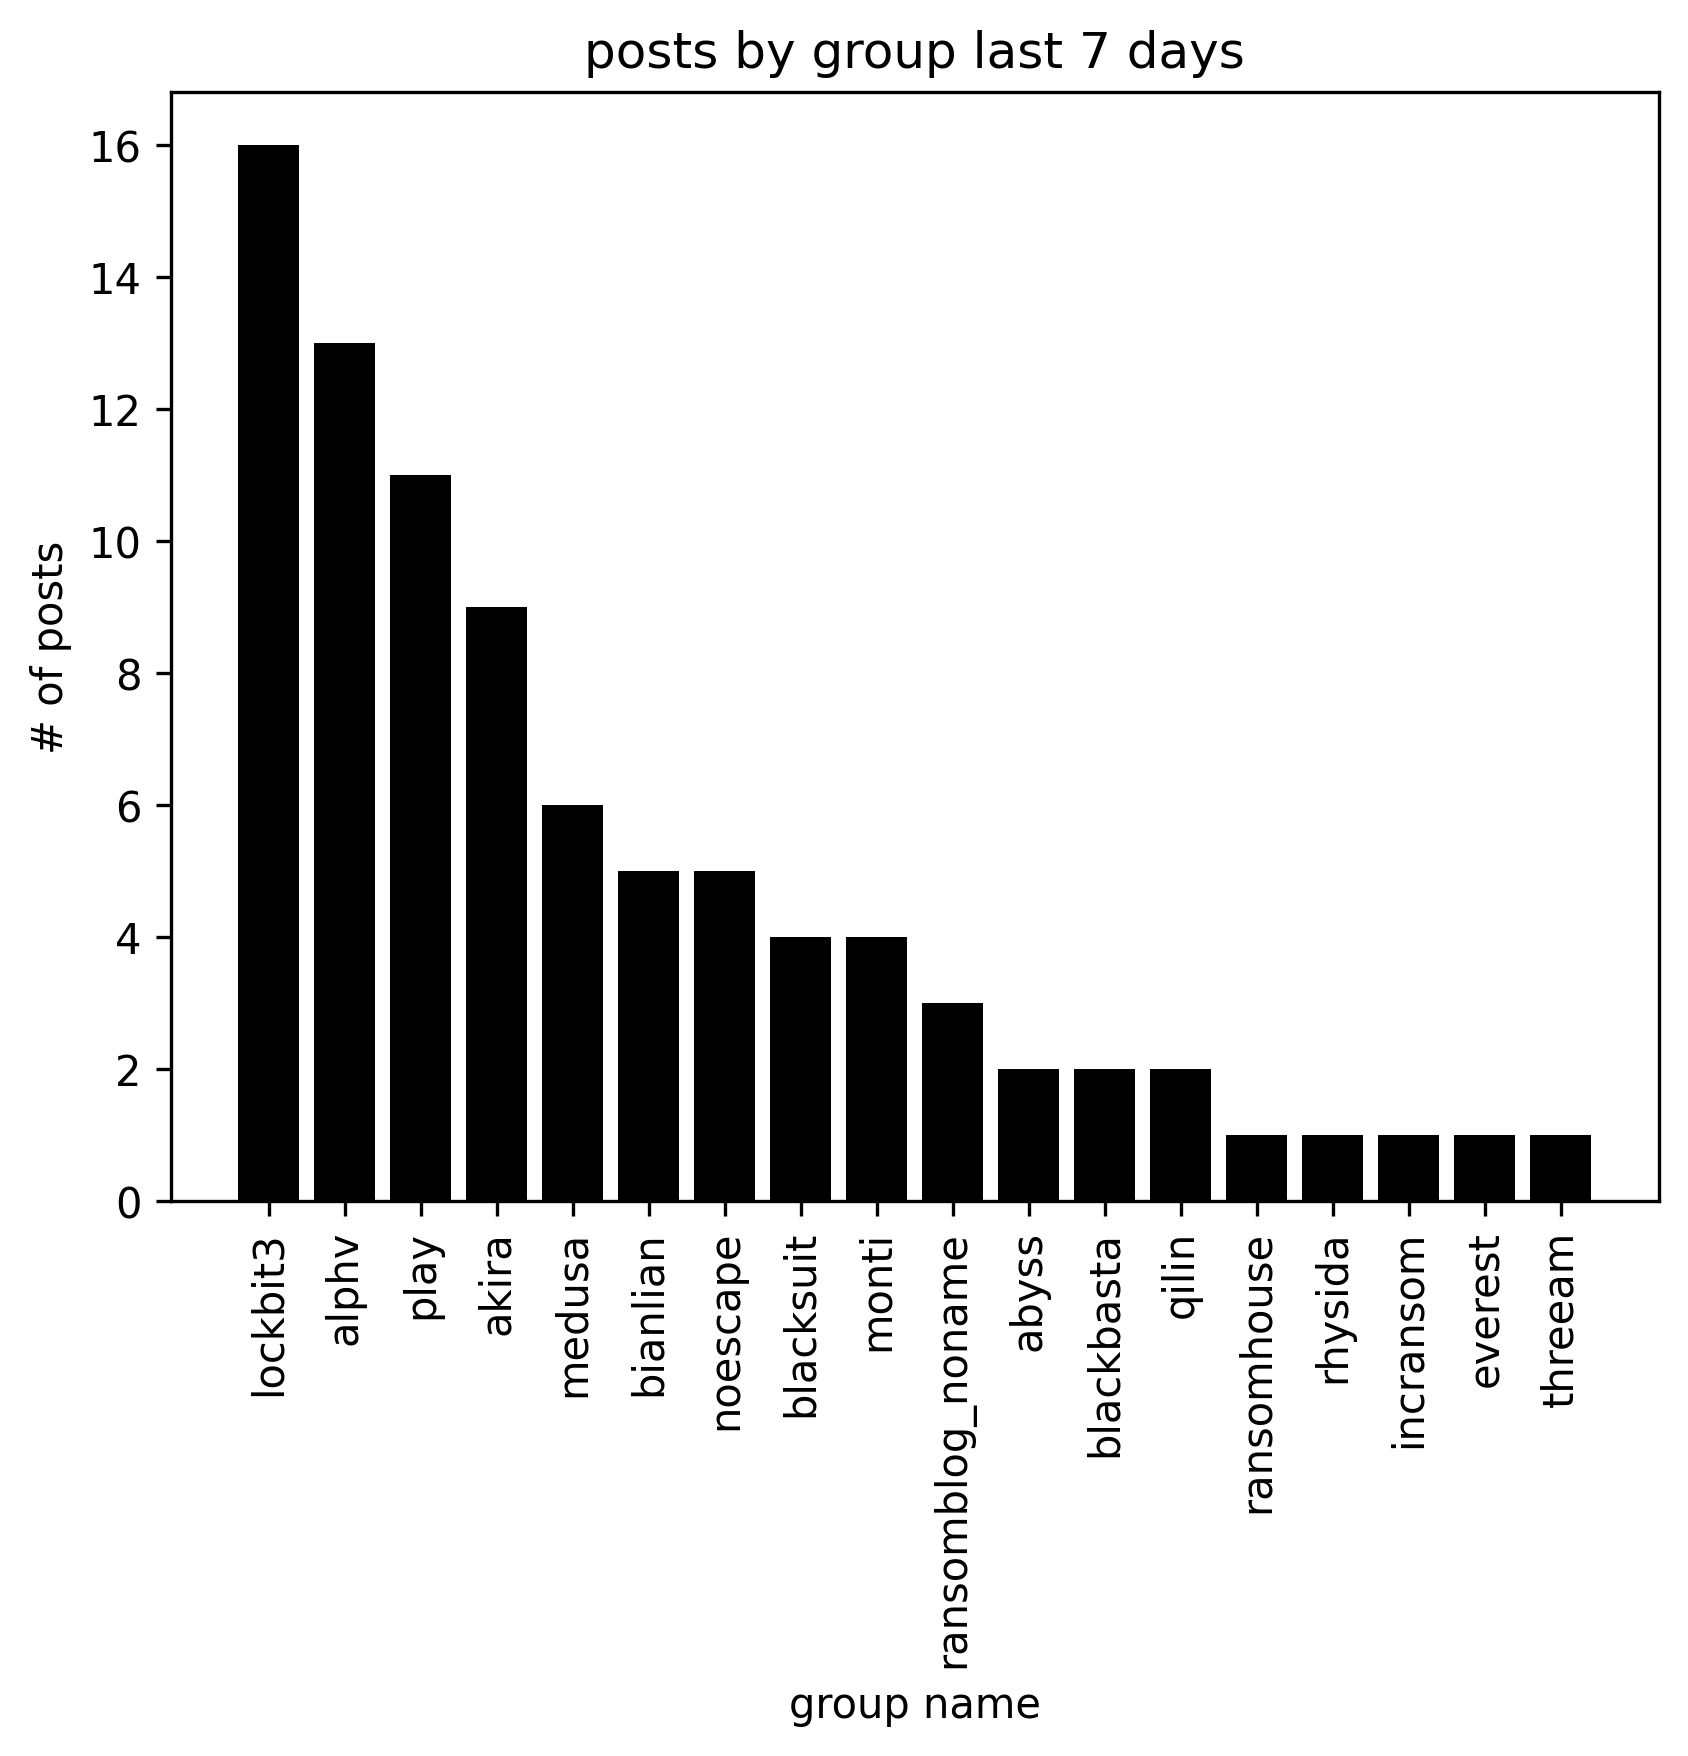 posts by group last 7 days
# of posts
16
14
12
10
8
6
4
2
0
lockbit3
alphv
play
akira
medusa
bianlian
noescape
blacksuit
monti
ransomblog_noname
abyss
blackbasta
qilin
ransomhouse
rhysida
incransom
everest
threeam
group name